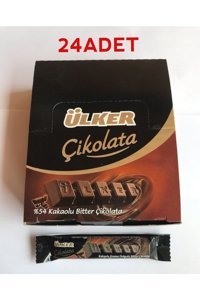 24ADET
ÜLKER
Çikolata
ÜLKER
%54 Kakaolu Bitter Çikolata
ÜLKER